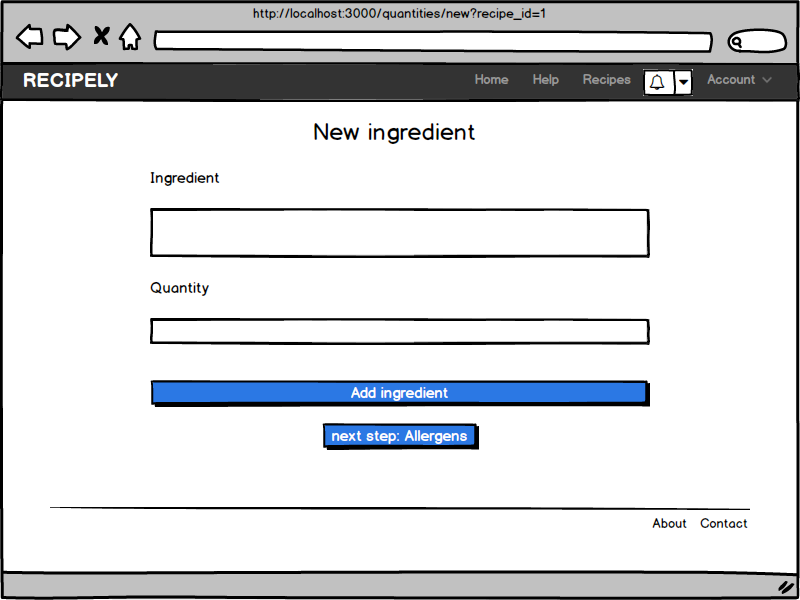 http://localhost:3000/quantities/new?recipe_id=1
RECIPELY Home Help Recipes Account
New ingredient
Ingredient
Quantity
Add ingredient
next step: Allergens
About Contact